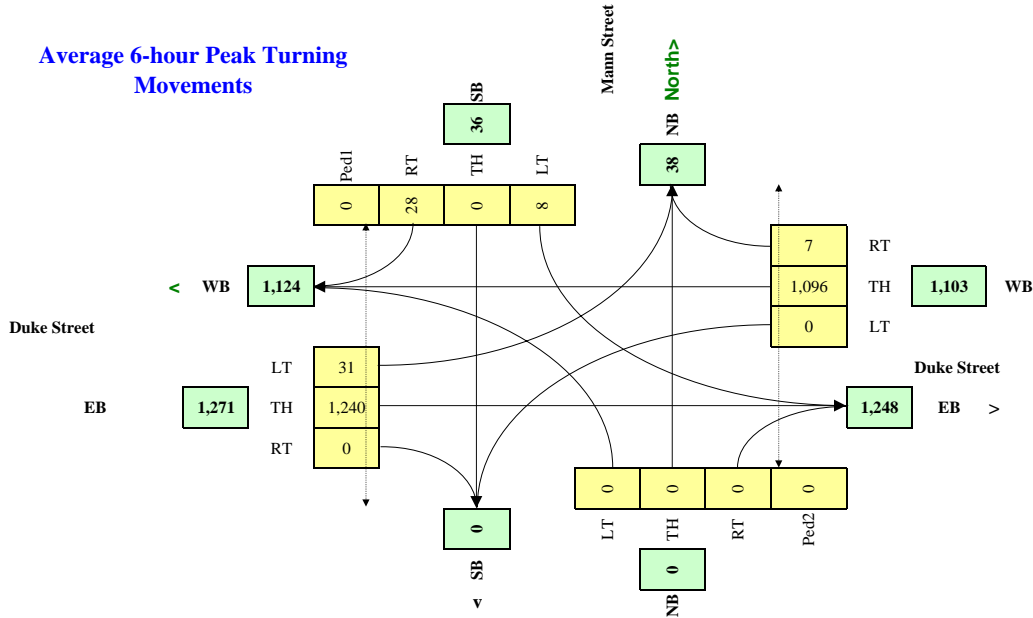 Average 6-hour Peak Turning
Movements
Mann Street
North>
SB
36
NB
38
Ped1
RT
TH
LT
0
28
0
8
7
RT
< WB
1,124
1,096
TH
1,103
WB
0
LT
Duke Street
LT
31
Duke Street
EB
1,271
TH
1,240
1,248
EB >
RT
0
0
0
0
0
0
SB
v
LT
TH
RT
Ped2
0
NB